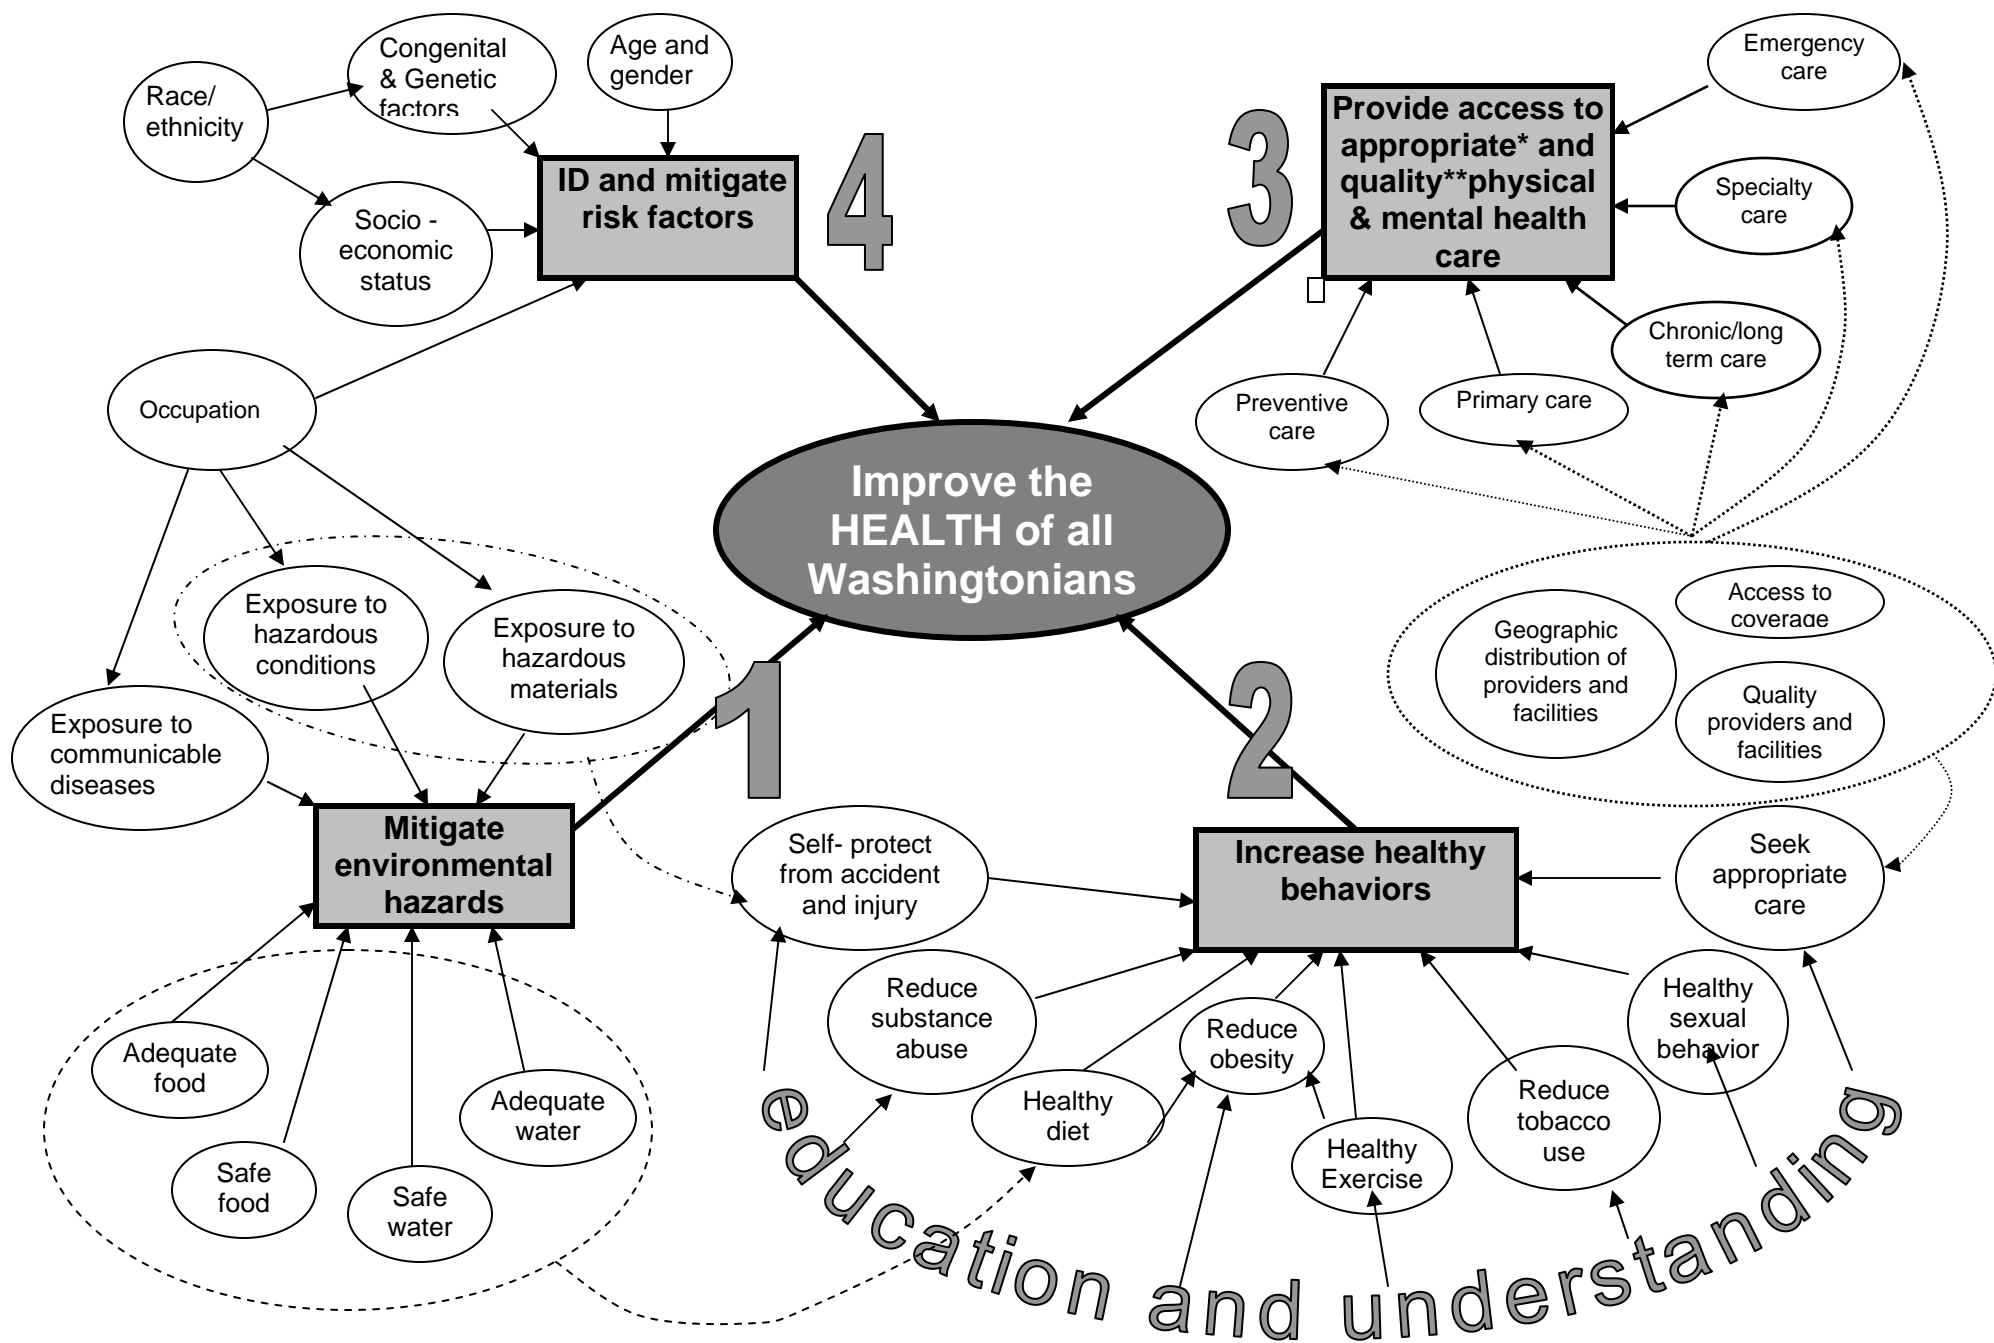 Race/
ethnicity
Congenital
& Genetic
factors
Age and
gender
Socio -
economic
status
ID and mitigate
risk factors
4
3
Provide access to
appropriate* and
quality**physical
& mental health
care
Emergency
care
Specialty
care
Chronic/long
term care
Primary care
Preventive
care
Occupation
Improve the
HEALTH of all
Washingtonians
Exposure to
hazardous
conditions
Exposure to
hazardous
materials
Exposure to
communicable
diseases
Geographic
distribution of
providers and
facilities
Access to
coverage
Quality
providers and
facilities
1
2
Mitigate
environmental
hazards
Self- protect
from accident
and injury
Increase healthy
behaviors
Seek
appropriate
care
Adequate
food
Safe
food
Safe
water
Adequate
water
Reduce
substance
abuse
Healthy
diet
Reduce
obesity
Healthy
Exercise
Reduce
tobacco
use
Healthy
sexual
behavior
education and understanding